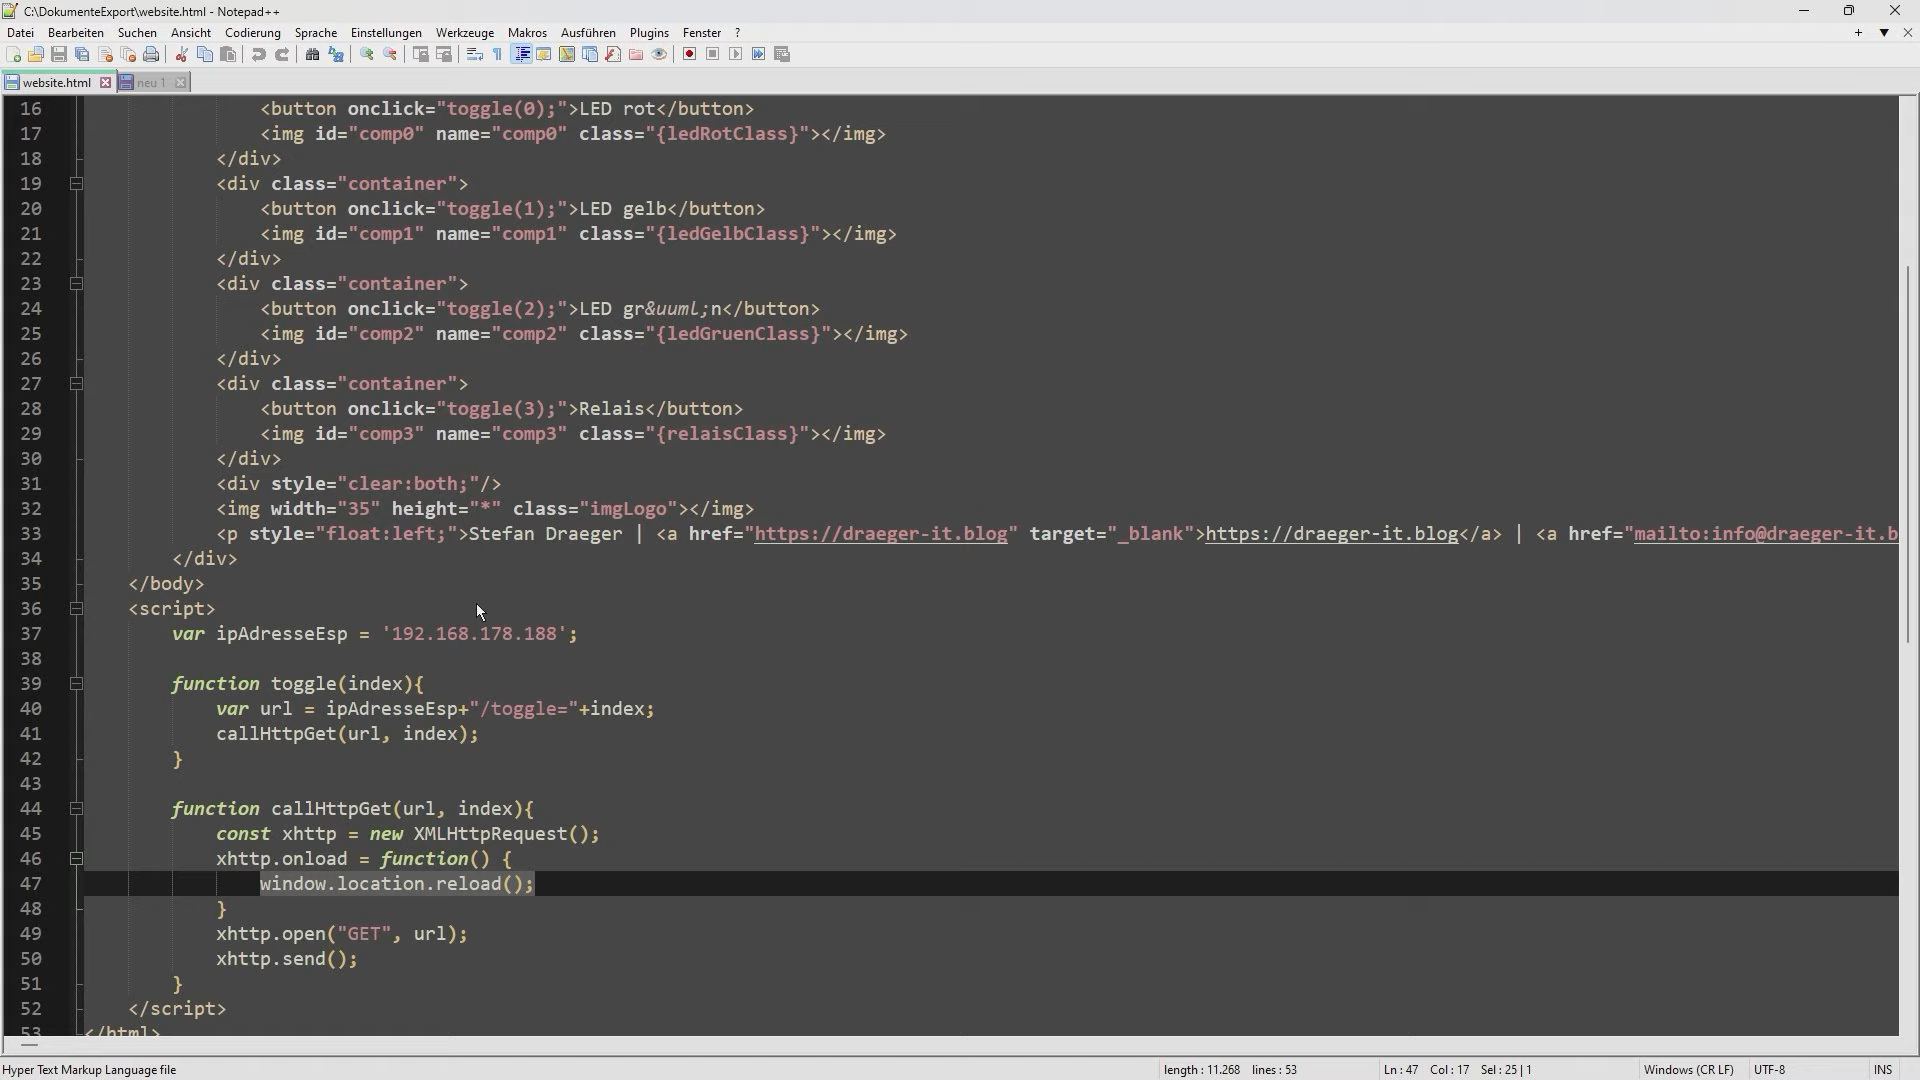 C:\DokumenteExport\website.html - Notepad++
Datei Bearbeiten Suchen Ansicht Codierung Sprache Einstellungen Werkzeuge Makros Ausführen Plugins Fenster ? + ▼ ✕
website.html neu 1
16 <button onclick="toggle(0);">LED rot</button>
17 <img id="comp0" name="comp0" class="{ledRotClass}"></img>
18 </div>
19 <div class="container">
20 <button onclick="toggle(1);">LED gelb</button>
21 <img id="comp1" name="comp1" class="{ledGelbClass}"></img>
22 </div>
23 <div class="container">
24 <button onclick="toggle(2);">LED gr&uuml;n</button>
25 <img id="comp2" name="comp2" class="{ledGruenClass}"></img>
26 </div>
27 <div class="container">
28 <button onclick="toggle(3);">Relais</button>
29 <img id="comp3" name="comp3" class="{relaisClass}"></img>
30 </div>
31 <div style="clear:both;"/>
32 <img width="35" height="*" class="imgLogo"></img>
33 <p style="float:left;">Stefan Draeger | <a href="https://draeger-it.blog" target="_blank">https://draeger-it.blog</a> | <a href="mailto:info@draeger-it.b
34 </div>
35 </body>
36 <script>
37 var ipAdresseEsp = '192.168.178.188';
38
39 function toggle(index){
40 var url = ipAdresseEsp+"/toggle="+index;
41 callHttpGet(url, index);
42 }
43
44 function callHttpGet(url, index){
45 const xhttp = new XMLHttpRequest();
46 xhttp.onload = function() {
47 window.location.reload();
48 }
49 xhttp.open("GET", url);
50 xhttp.send();
51 }
52 </script>
53 </html>
Hyper Text Markup Language file length : 11.268 lines : 53 Ln : 47 Col : 17 Sel : 25 | 1 Windows (CR LF) UTF-8 INS